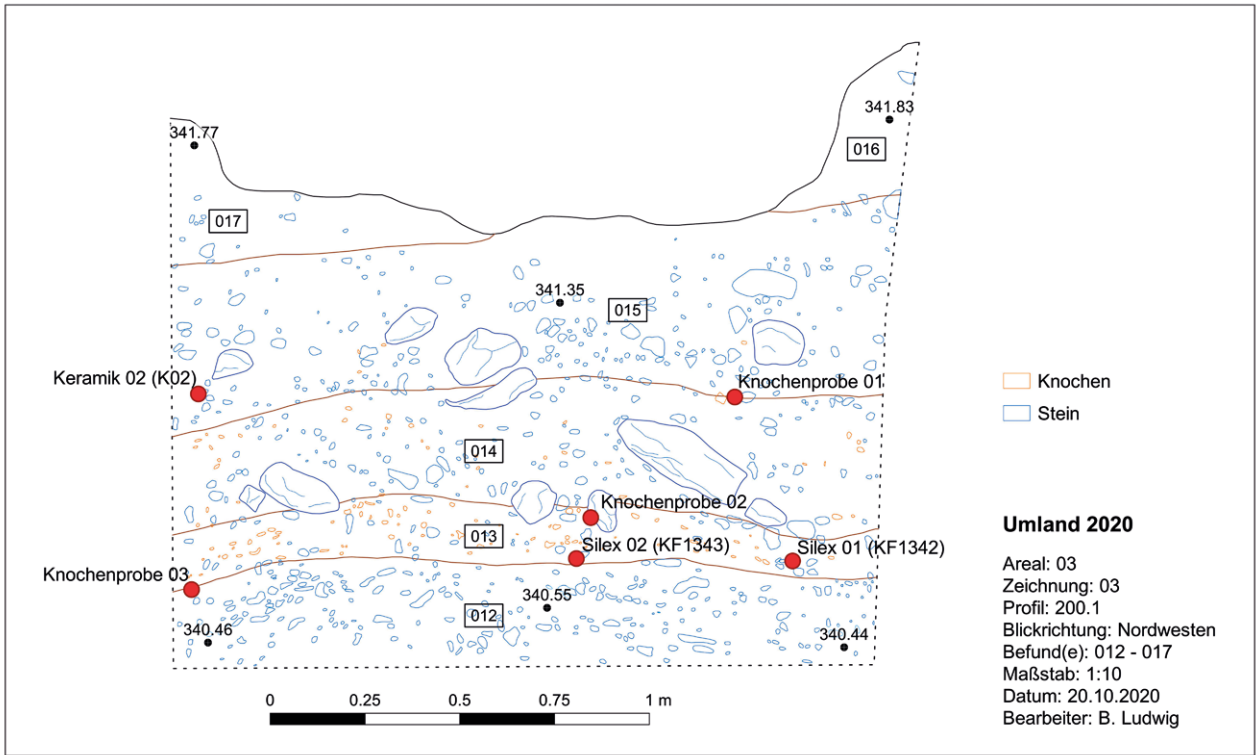 341.77
341.83
016
017
341.35
015
Keramik 02 (K02)
Knochenprobe 01
014
Knochenprobe 02
013
Silex 02 (KF1343)
Silex 01 (KF1342)
Knochenprobe 03
340.55
012
340.46
340.44
0
0.25
0.5
0.75
1 m
Knochen
Stein
Umland 2020
Areal: 03
Zeichnung: 03
Profil: 200.1
Blickrichtung: Nordwesten
Befund(e): 012 - 017
Maßstab: 1:10
Datum: 20.10.2020
Bearbeiter: B. Ludwig